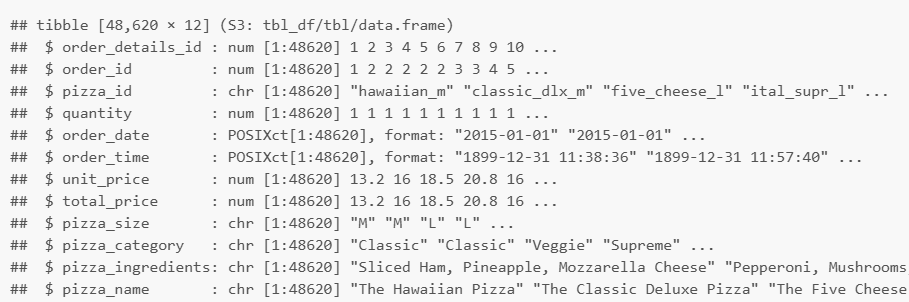 ## tibble [48,620 × 12] (S3: tbl_df/tbl/data.frame)
##  $ order_details_id : num [1:48620] 1 2 3 4 5 6 7 8 9 10 ...
##  $ order_id         : num [1:48620] 1 2 2 2 2 2 3 3 4 5 ...
##  $ pizza_id         : chr [1:48620] "hawaiian_m" "classic_dlx_m" "five_cheese_l" "ital_supr_l" ...
##  $ quantity         : num [1:48620] 1 1 1 1 1 1 1 1 1 1 ...
##  $ order_date       : POSIXct[1:48620], format: "2015-01-01" "2015-01-01" ...
##  $ order_time       : POSIXct[1:48620], format: "1899-12-31 11:38:36" "1899-12-31 11:57:40" ...
##  $ unit_price       : num [1:48620] 13.2 16 18.5 20.8 16 ...
##  $ total_price      : num [1:48620] 13.2 16 18.5 20.8 16 ...
##  $ pizza_size       : chr [1:48620] "M" "M" "L" "L" ...
##  $ pizza_category   : chr [1:48620] "Classic" "Classic" "Veggie" "Supreme" ...
##  $ pizza_ingredients: chr [1:48620] "Sliced Ham, Pineapple, Mozzarella Cheese" "Pepperoni, Mushrooms
##  $ pizza_name       : chr [1:48620] "The Hawaiian Pizza" "The Classic Deluxe Pizza" "The Five Cheese